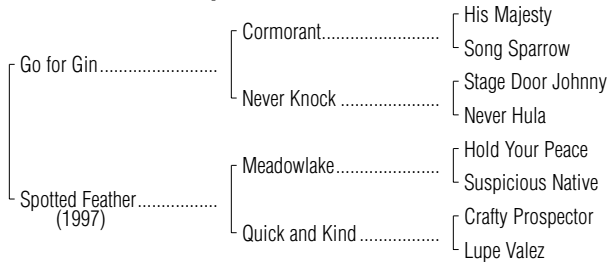 His Majesty
Cormorant......................
Song Sparrow
Go for Gin......................
Stage Door Johnny
Never Knock ..................
Never Hula
Hold Your Peace
Meadowlake...................
Suspicious Native
Spotted Feather...............
(1997)
Crafty Prospector
Quick and Kind ...............
Lupe Valez